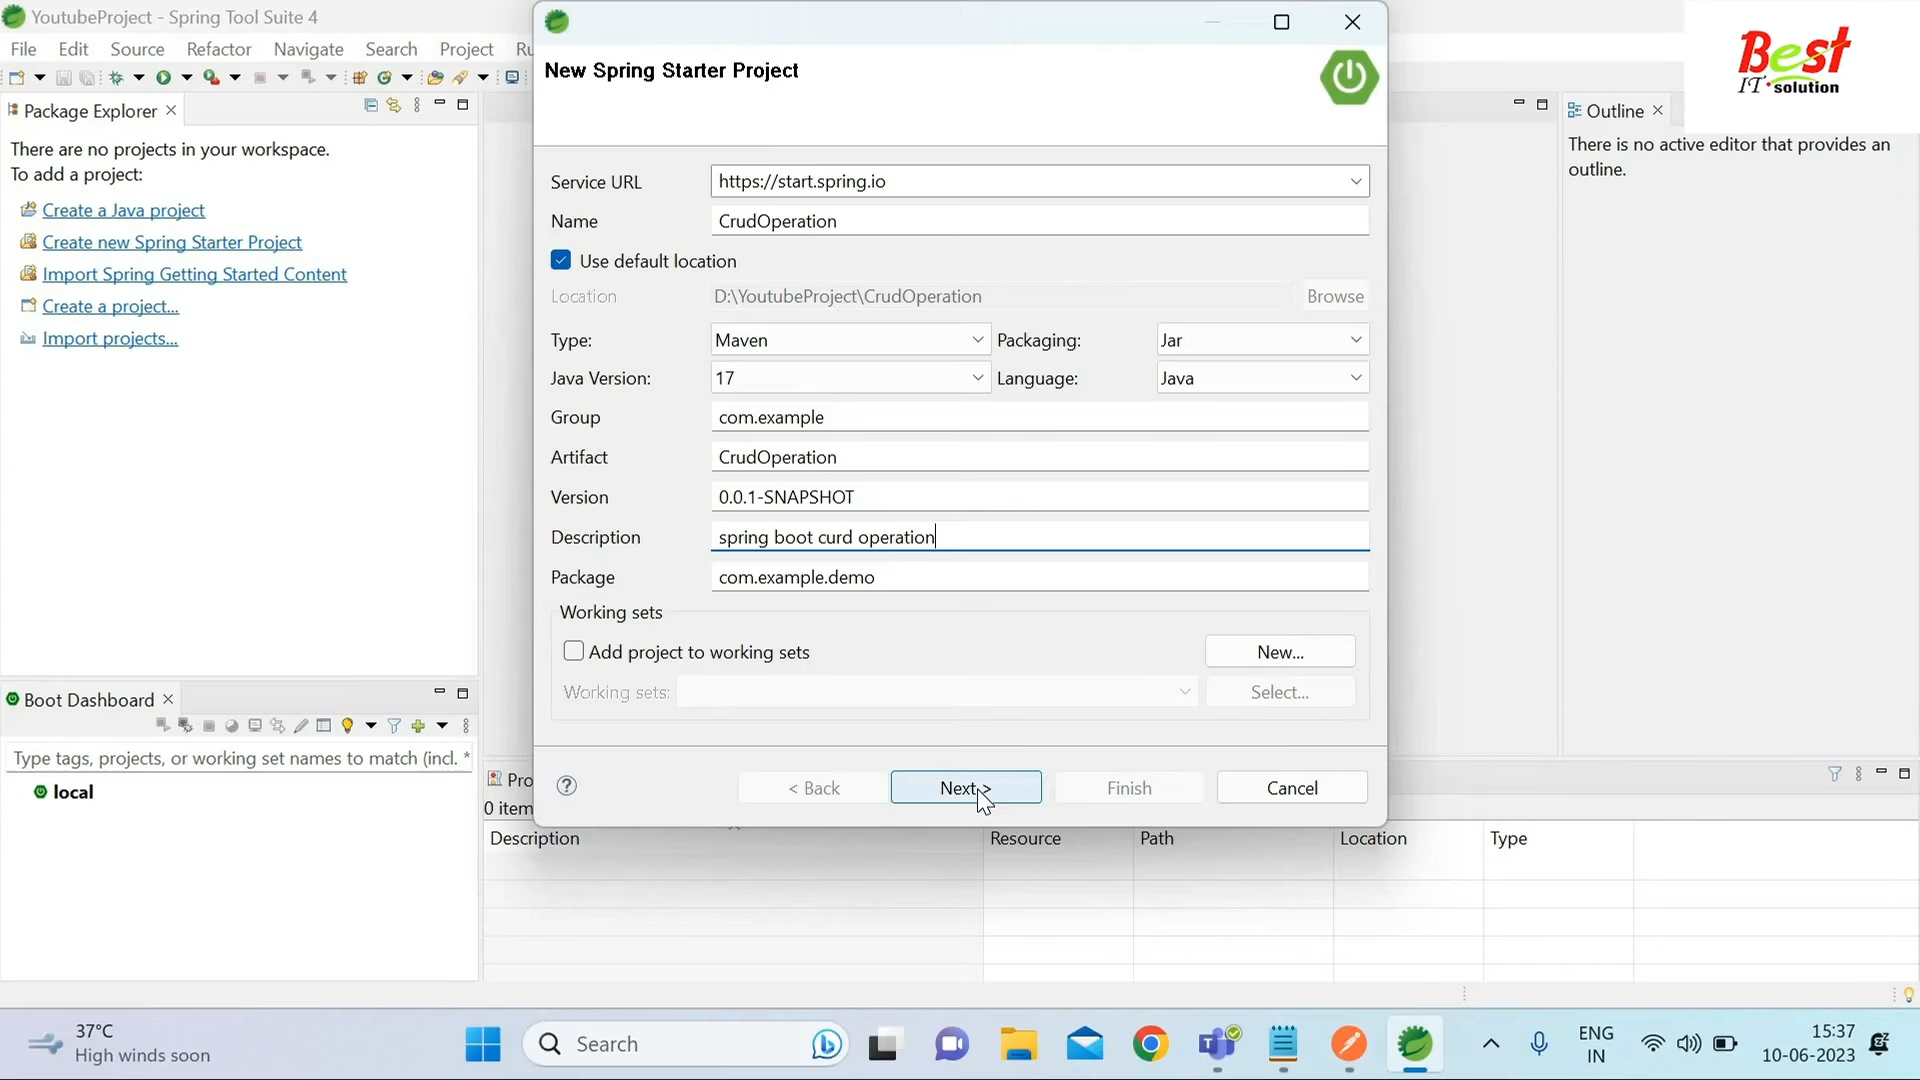 YoutubeProject - Spring Tool Suite 4
File Edit Source Refactor Navigate Search Project
Package Explorer
There are no projects in your workspace.
To add a project:
Create a Java project
Create new Spring Starter Project
Import Spring Getting Started Content
Create a project...
Import projects...
Boot Dashboard
Type tags, projects, or working set names to match (incl. *
local
New Spring Starter Project
Service URL https://start.spring.io
Name CrudOperation
Use default location
Location D:\YoutubeProject\CrudOperation Browse
Type: Maven Packaging: Jar
Java Version: 17 Language: Java
Group com.example
Artifact CrudOperation
Version 0.0.1-SNAPSHOT
Description spring boot curd operation
Package com.example.demo
Working sets
Add project to working sets New...
Working sets: Select...
< Back Next > Finish Cancel
Best
IT solution
Outline
There is no active editor that provides an
outline.
Pro
0 item
Description Resource Path Location Type
37°C
High winds soon
Search
ENG
IN
15:37
10-06-2023